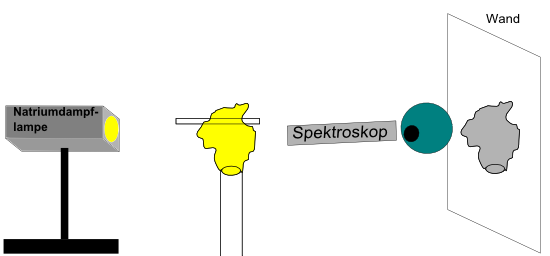 Wand
Natriumdampf-
lampe
Spektroskop